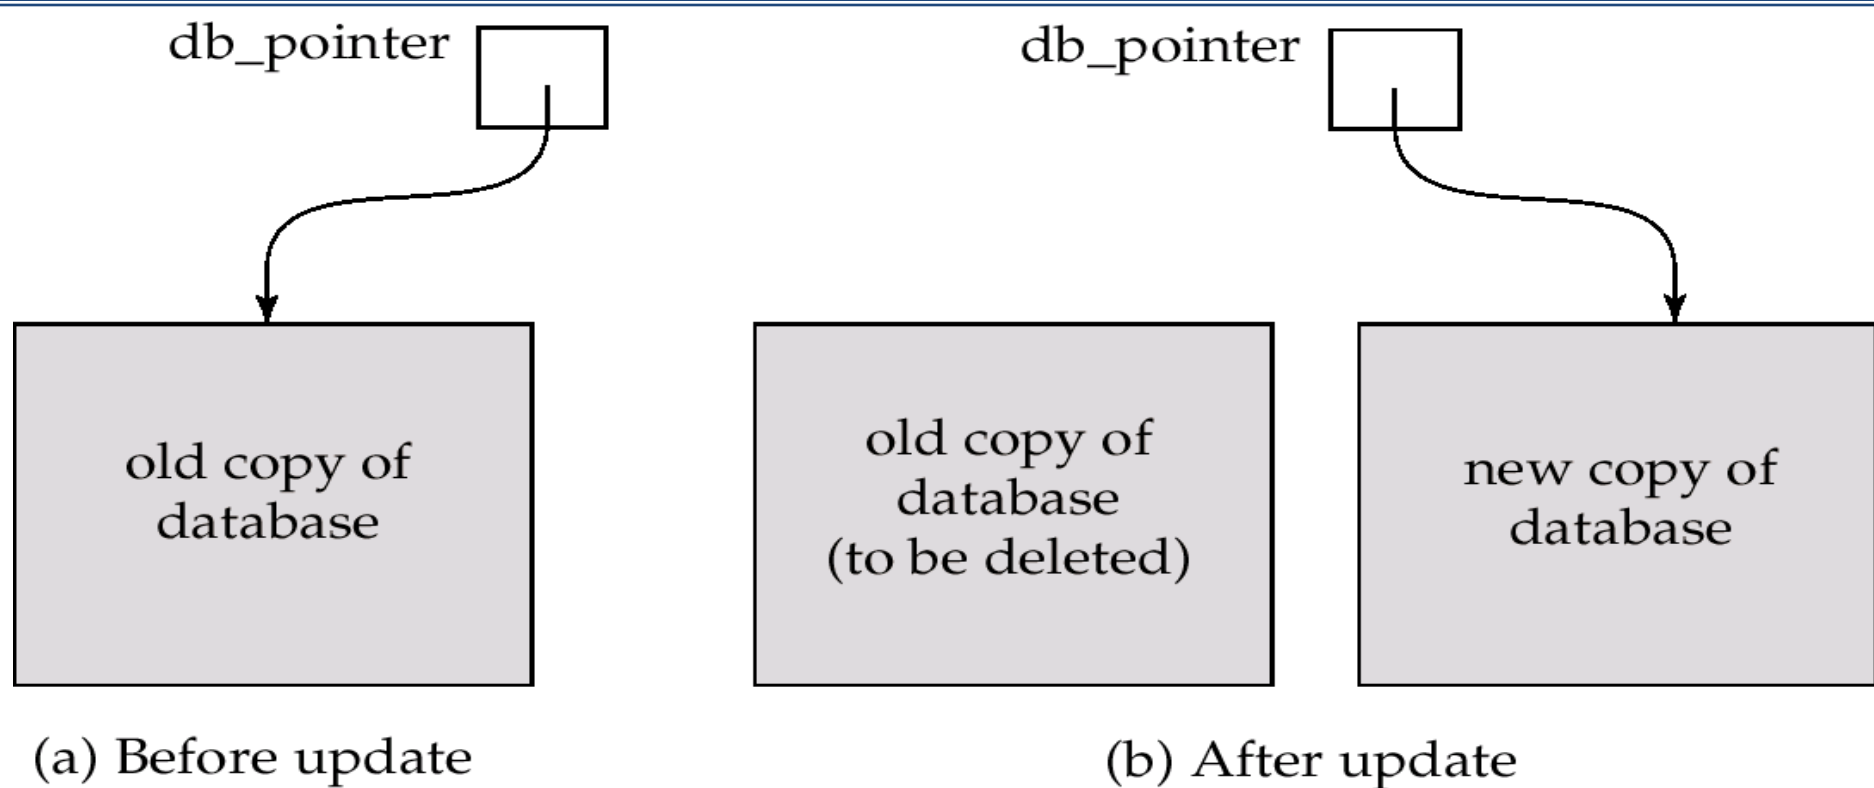 db_pointer
old copy of
database
(a) Before update
db_pointer
old copy of
database
(to be deleted)
new copy of
database
(b) After update